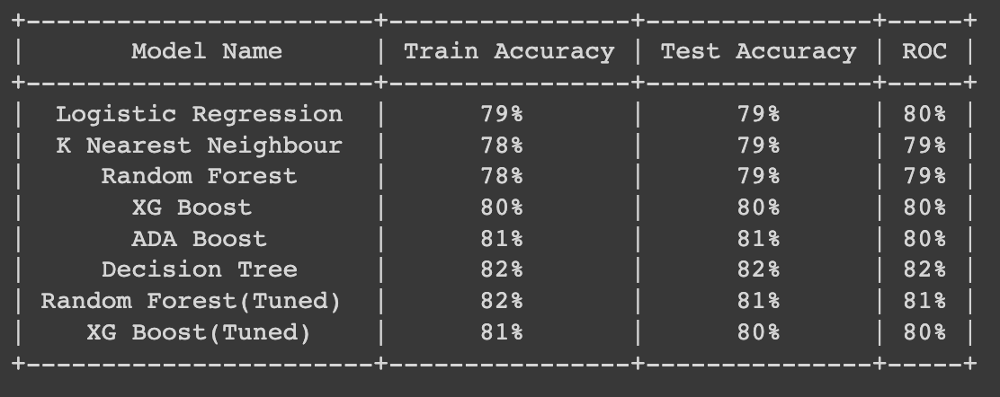 +-----------------------+----------------+---------------+-----+
| Model Name | Train Accuracy | Test Accuracy | ROC |
+-----------------------+----------------+---------------+-----+
| Logistic Regression | 79% | 79% | 80% |
| K Nearest Neighbour | 78% | 79% | 79% |
| Random Forest | 78% | 79% | 79% |
| XG Boost | 80% | 80% | 80% |
| ADA Boost | 81% | 81% | 80% |
| Decision Tree | 82% | 82% | 82% |
| Random Forest(Tuned) | 82% | 81% | 81% |
| XG Boost(Tuned) | 81% | 80% | 80% |
+-----------------------+----------------+---------------+-----+